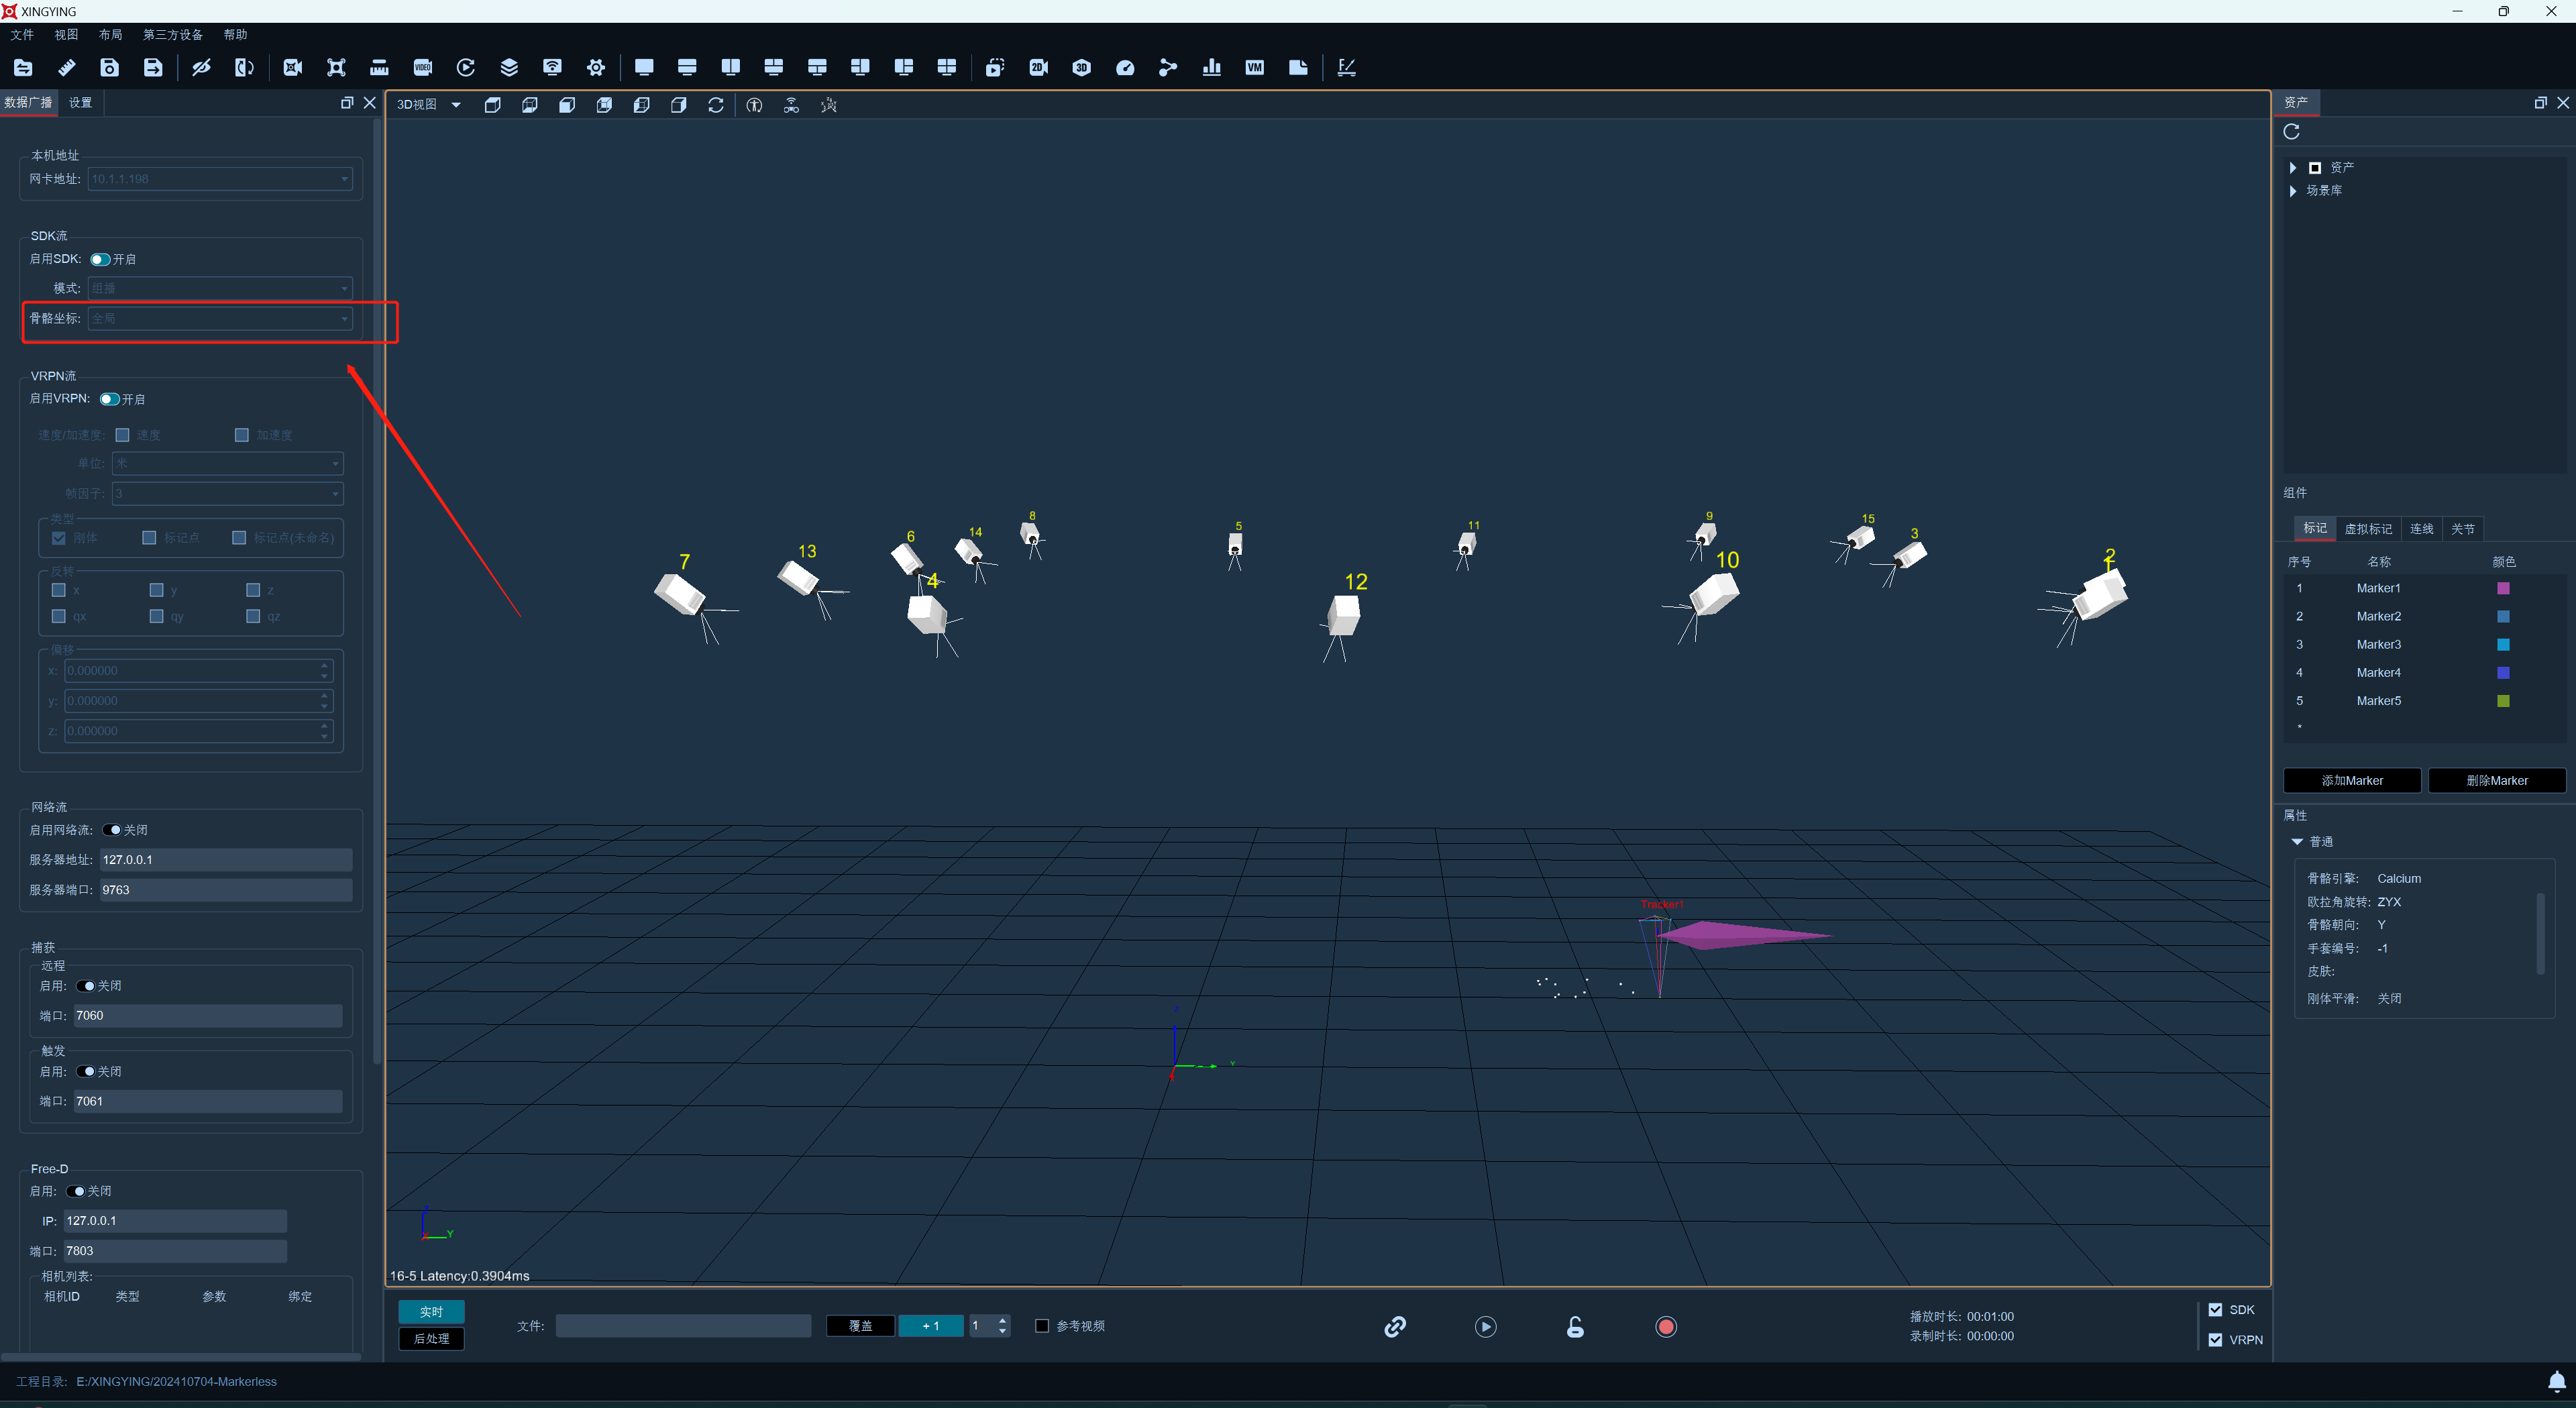 XINGYING
文件 视图 布局 第三方设备 帮助
VIDEO 2D 3D VM
数据广播 设置
本机地址
网卡地址: 10.1.1.198
SDK流
启用SDK: 开启
模式: 组播
骨骼坐标: 全局
VRPN流
启用VRPN: 开启
速度/加速度: 速度 加速度
单位: 米
帧因子: 3
类型
刚体 标记点 标记点(未命名)
反转
x y z
qx qy qz
偏移
x: 0.000000
y: 0.000000
z: 0.000000
网络流
启用网络流: 关闭
服务器地址: 127.0.0.1
服务器端口: 9763
捕获
远程
启用: 关闭
端口: 7060
触发
启用: 关闭
端口: 7061
Free-D
启用: 关闭
IP: 127.0.0.1
端口: 7803
相机列表:
相机ID 类型 参数 绑定
3D视图
8
5
11
9
15
14
6
3
13
7
10
2
1
4
12
Tracker1
Y
Y
16-5 Latency:0.3904ms
实时
后处理
文件: 覆盖 + 1 1 参考视频
播放时长: 00:01:00
录制时长: 00:00:00
SDK
VRPN
资产
资产
场景库
组件
标记 虚拟标记 连线 关节
序号 名称 颜色
1 Marker1
2 Marker2
3 Marker3
4 Marker4
5 Marker5
*
添加Marker 删除Marker
属性
普通
骨骼引擎: Calcium
欧拉角旋转: ZYX
骨骼朝向: Y
手套编号: -1
皮肤:
刚体平滑: 关闭
工程目录: E:/XINGYING/202410704-Markerless